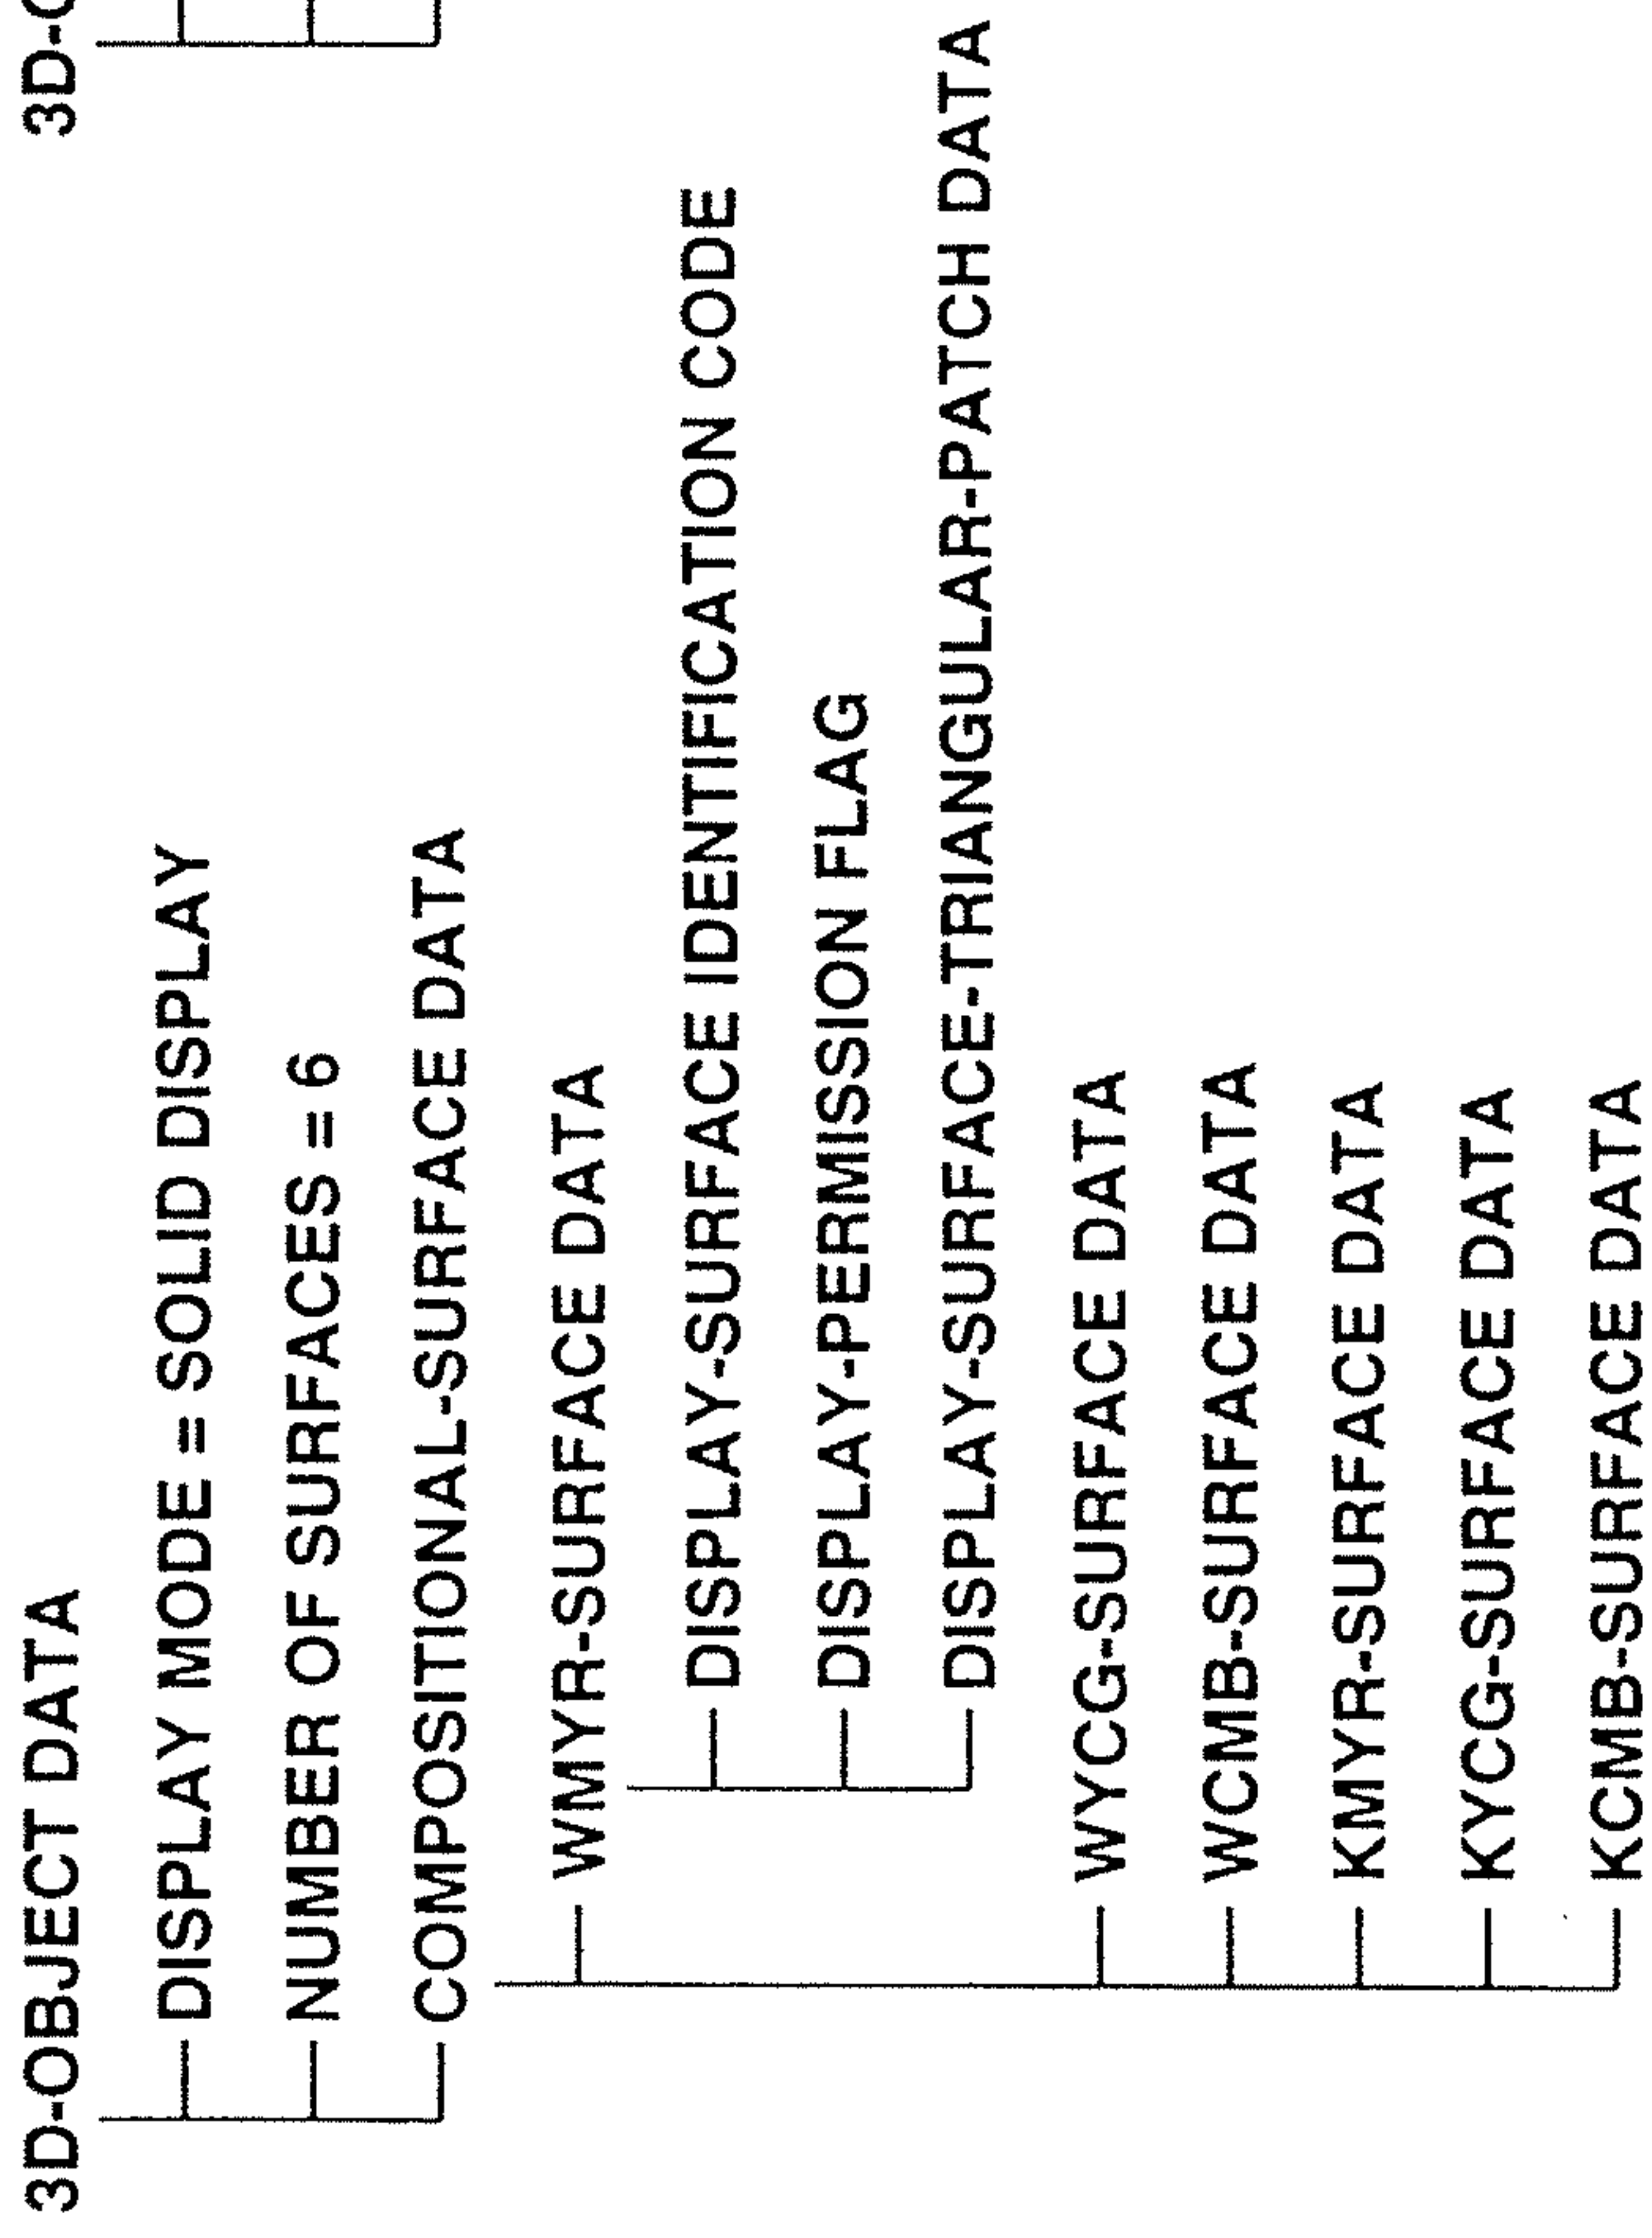 3D-OBJECT DATA
DISPLAY MODE = SOLID DISPLAY
NUMBER OF SURFACES = 6
COMPOSITIONAL-SURFACE DATA
WMYR-SURFACE DATA
DISPLAY-SURFACE IDENTIFICATION CODE
DISPLAY-PERMISSION FLAG
DISPLAY-SURFACE-TRIANGULAR-PATCH DATA
WYCG-SURFACE DATA
WCMB-SURFACE DATA
KMYR-SURFACE DATA
KYCG-SURFACE DATA
KCMB-SURFACE DATA
3D-